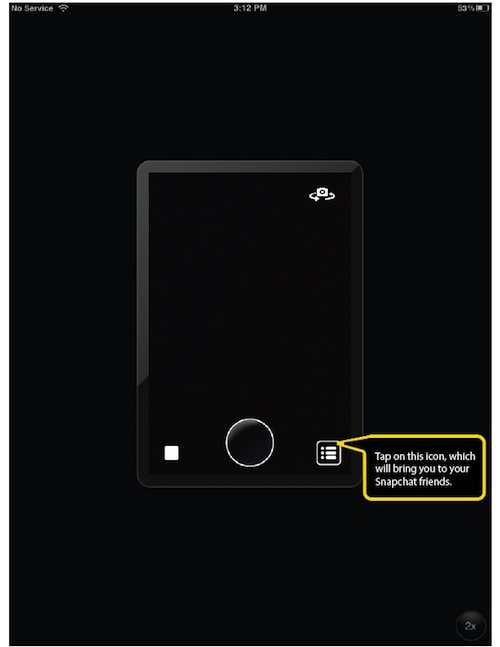 No Service 3:12 PM 53%
Tap on this icon, which
will bring you to your
Snapchat friends.
2x